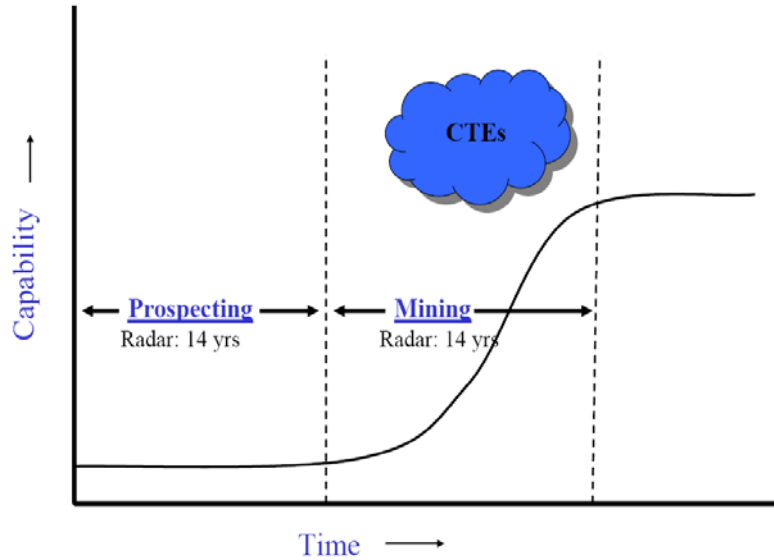 CTEs
Capability
Prospecting
Radar: 14 yrs
Mining
Radar: 14 yrs
Time